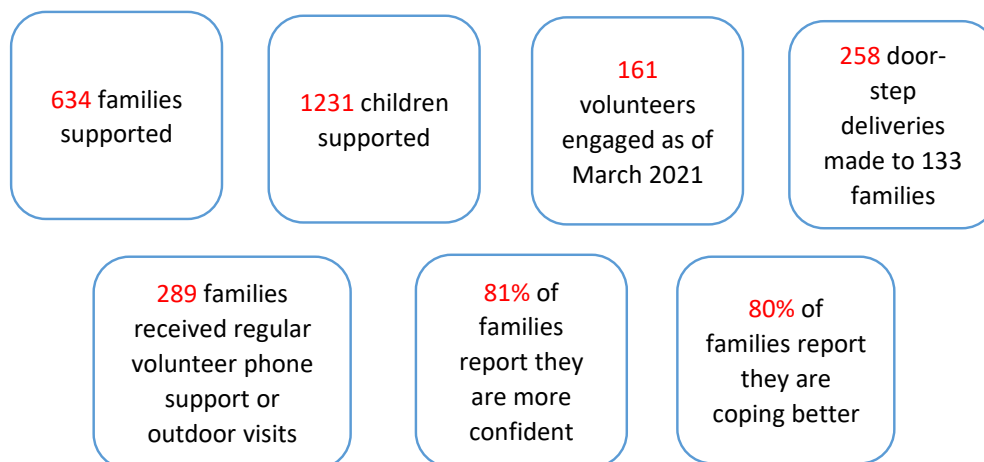 634 families
supported
1231 children
supported
161
volunteers
engaged as of
March 2021
258 door-
step
deliveries
made to 133
families
289 families
received regular
volunteer phone
support or
outdoor visits
81% of
families
report they
are more
confident
80% of
families report
they are
coping better